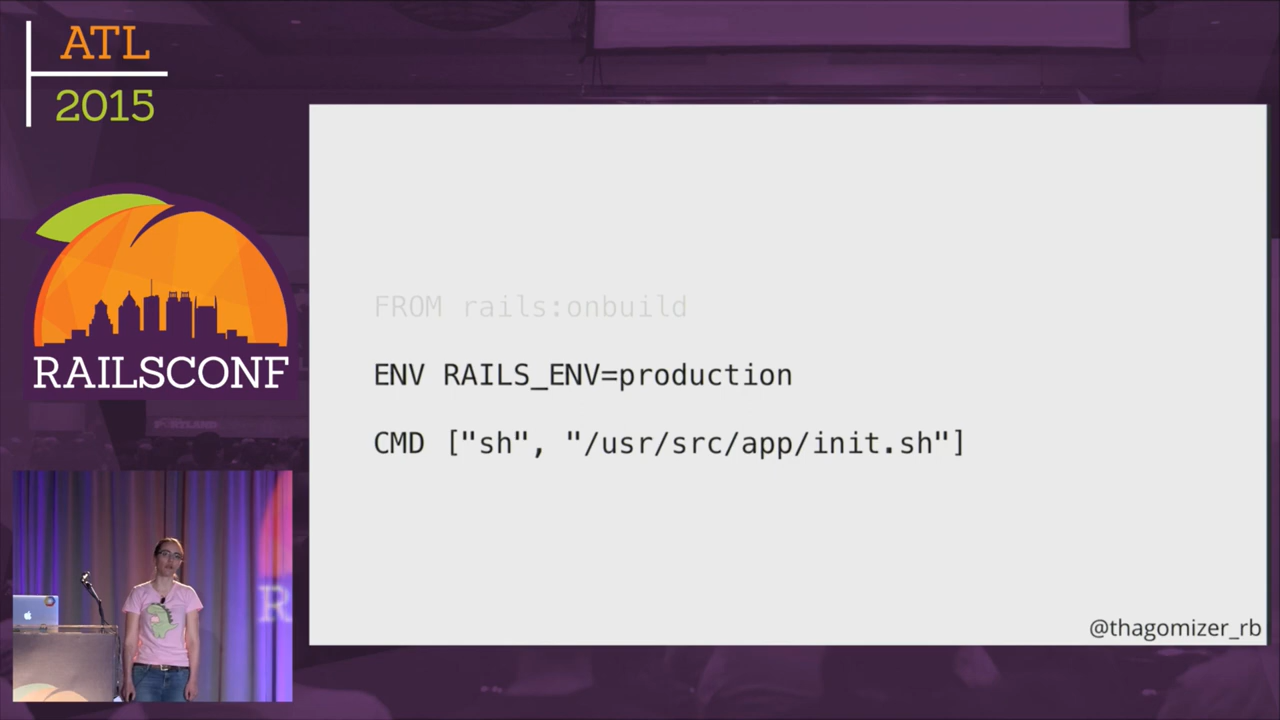 ATL
2015
RAILSCONF
FROM rails:onbuild
ENV RAILS_ENV=production
CMD ["sh", "/usr/src/app/init.sh"]
@thagomizer_rb
R